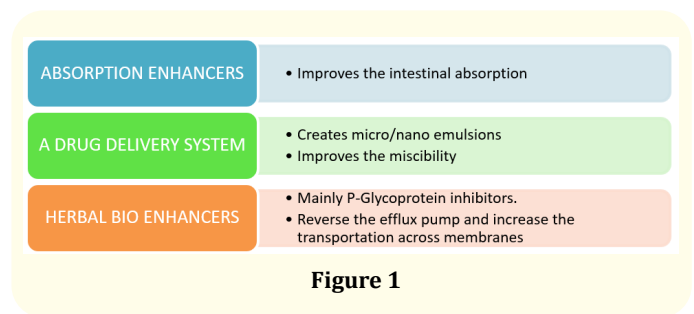 ABSORPTION ENHANCERS
• Improves the intestinal absorption
A DRUG DELIVERY SYSTEM
• Creates micro/nano emulsions
• Improves the miscibility
HERBAL BIO ENHANCERS
• Mainly P-Glycoprotein inhibitors.
• Reverse the efflux pump and increase the
transportation across membranes
Figure 1